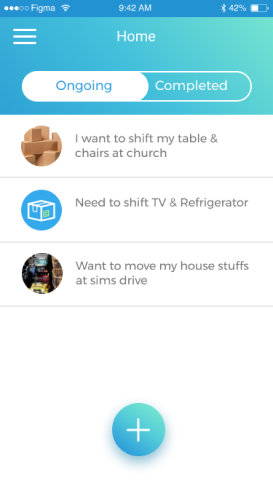 Figma 9:42 AM 42%
Home
Ongoing Completed
I want to shift my table &
chairs at church
Need to shift TV & Refrigerator
Want to move my house stuffs
at sims drive